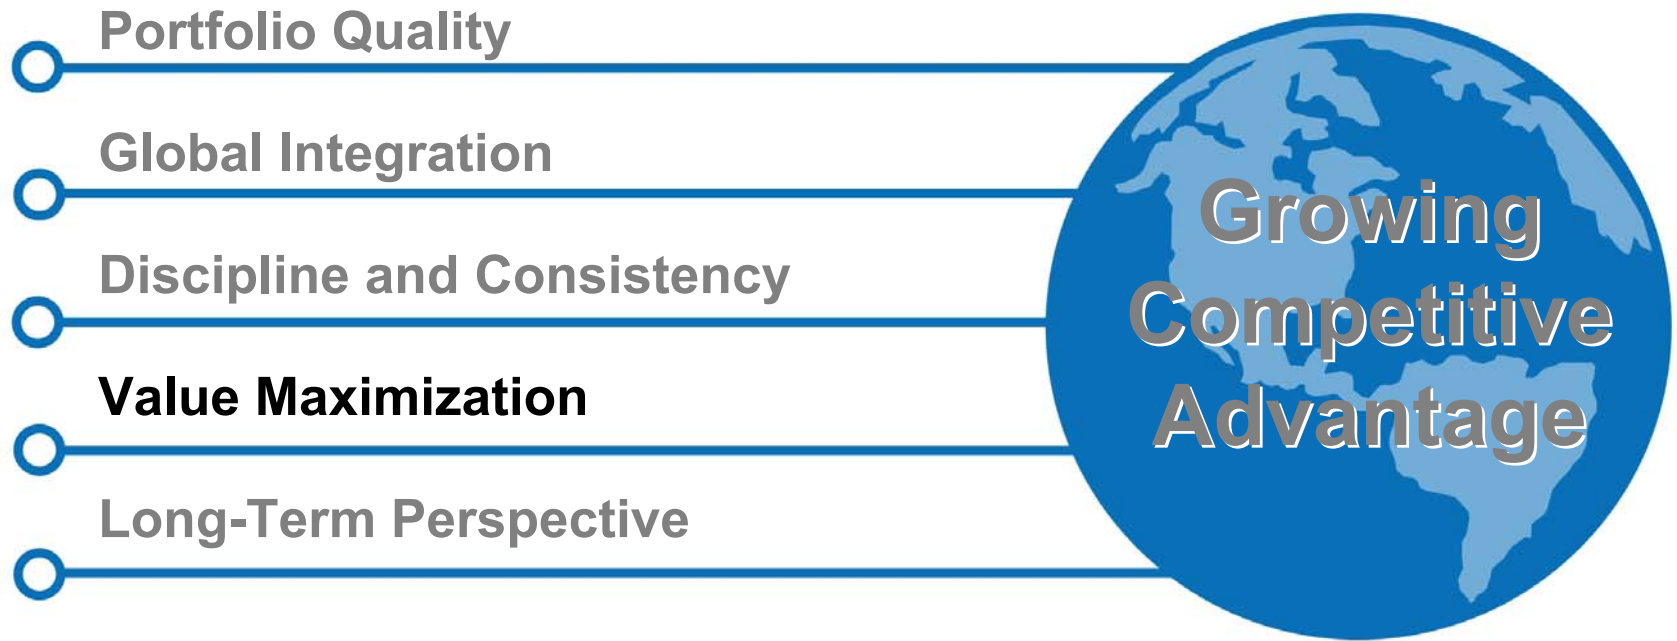 Portfolio Quality
Global Integration
Discipline and Consistency
Value Maximization
Long-Term Perspective
Growing
Competitive
Advantage